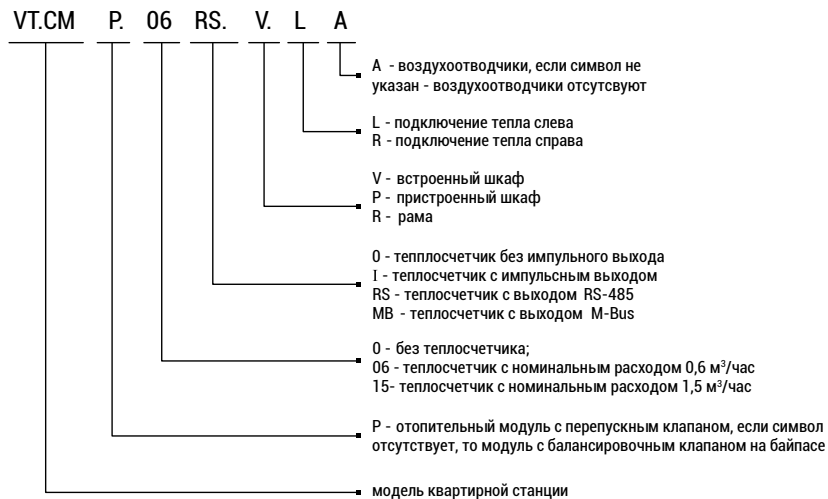 VT.CM P. 06 RS. V. L A
А - воздухоотводчики, если символ не
указан - воздухоотводчики отсутсвуют
L - подключение тепла слева
R - подключение тепла справа
V - встроенный шкаф
P - пристроенный шкаф
R - рама
0 - тепплосчетчик без импульного выхода
I - теплосчетчик с импульсным выходом
RS - теплосчетчик с выходом RS-485
MB - теплосчетчик с выходом M-Bus
0 - без теплосчетчика;
06 - теплосчетчик с номинальным расходом 0,6 м³/час
15- теплосчетчик с номинальным расходом 1,5 м³/час
Р - отопительный модуль с перепускным клапаном, если символ
отсутствует, то модуль с балансировочным клапаном на байпасе
модель квартирной станции